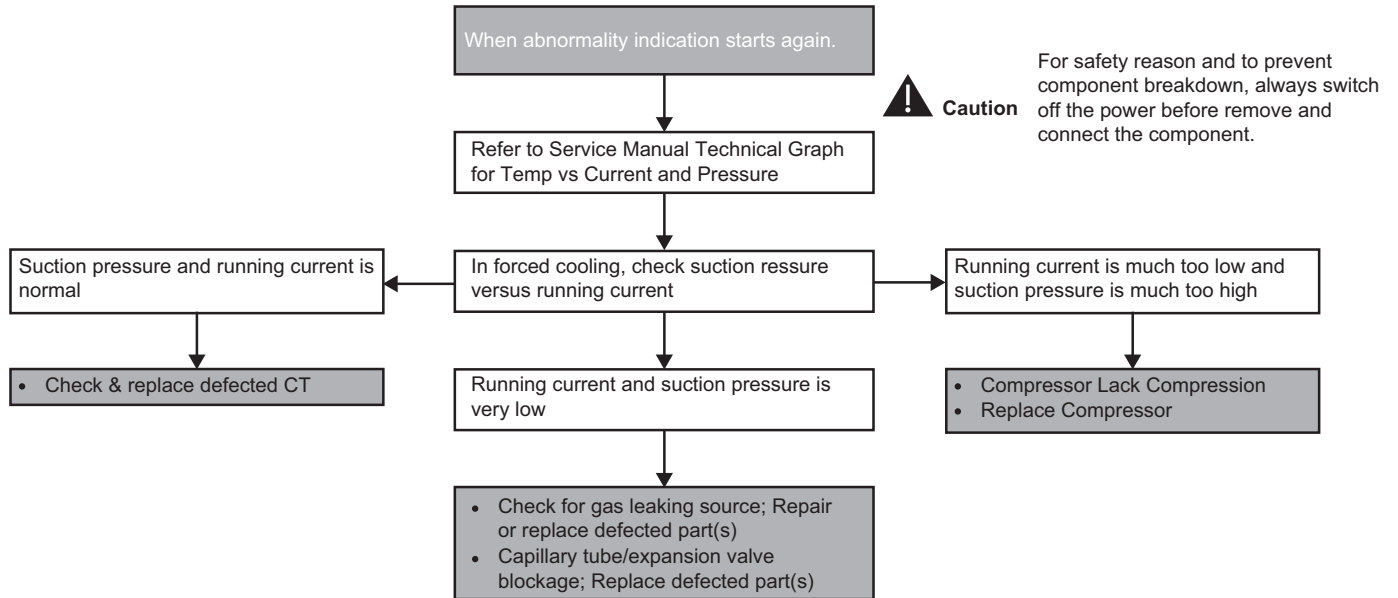 When abnormality indication starts again.
Caution
For safety reason and to prevent
component breakdown, always switch
off the power before remove and
connect the component.
Refer to Service Manual Technical Graph
for Temp vs Current and Pressure
Suction pressure and running current is
normal
In forced cooling, check suction ressure
versus running current
Running current is much too low and
suction pressure is much too high
• Check & replace defected CT
Running current and suction pressure is
very low
• Compressor Lack Compression
• Replace Compressor
• Check for gas leaking source; Repair
or replace defected part(s)
• Capillary tube/expansion valve
blockage; Replace defected part(s)